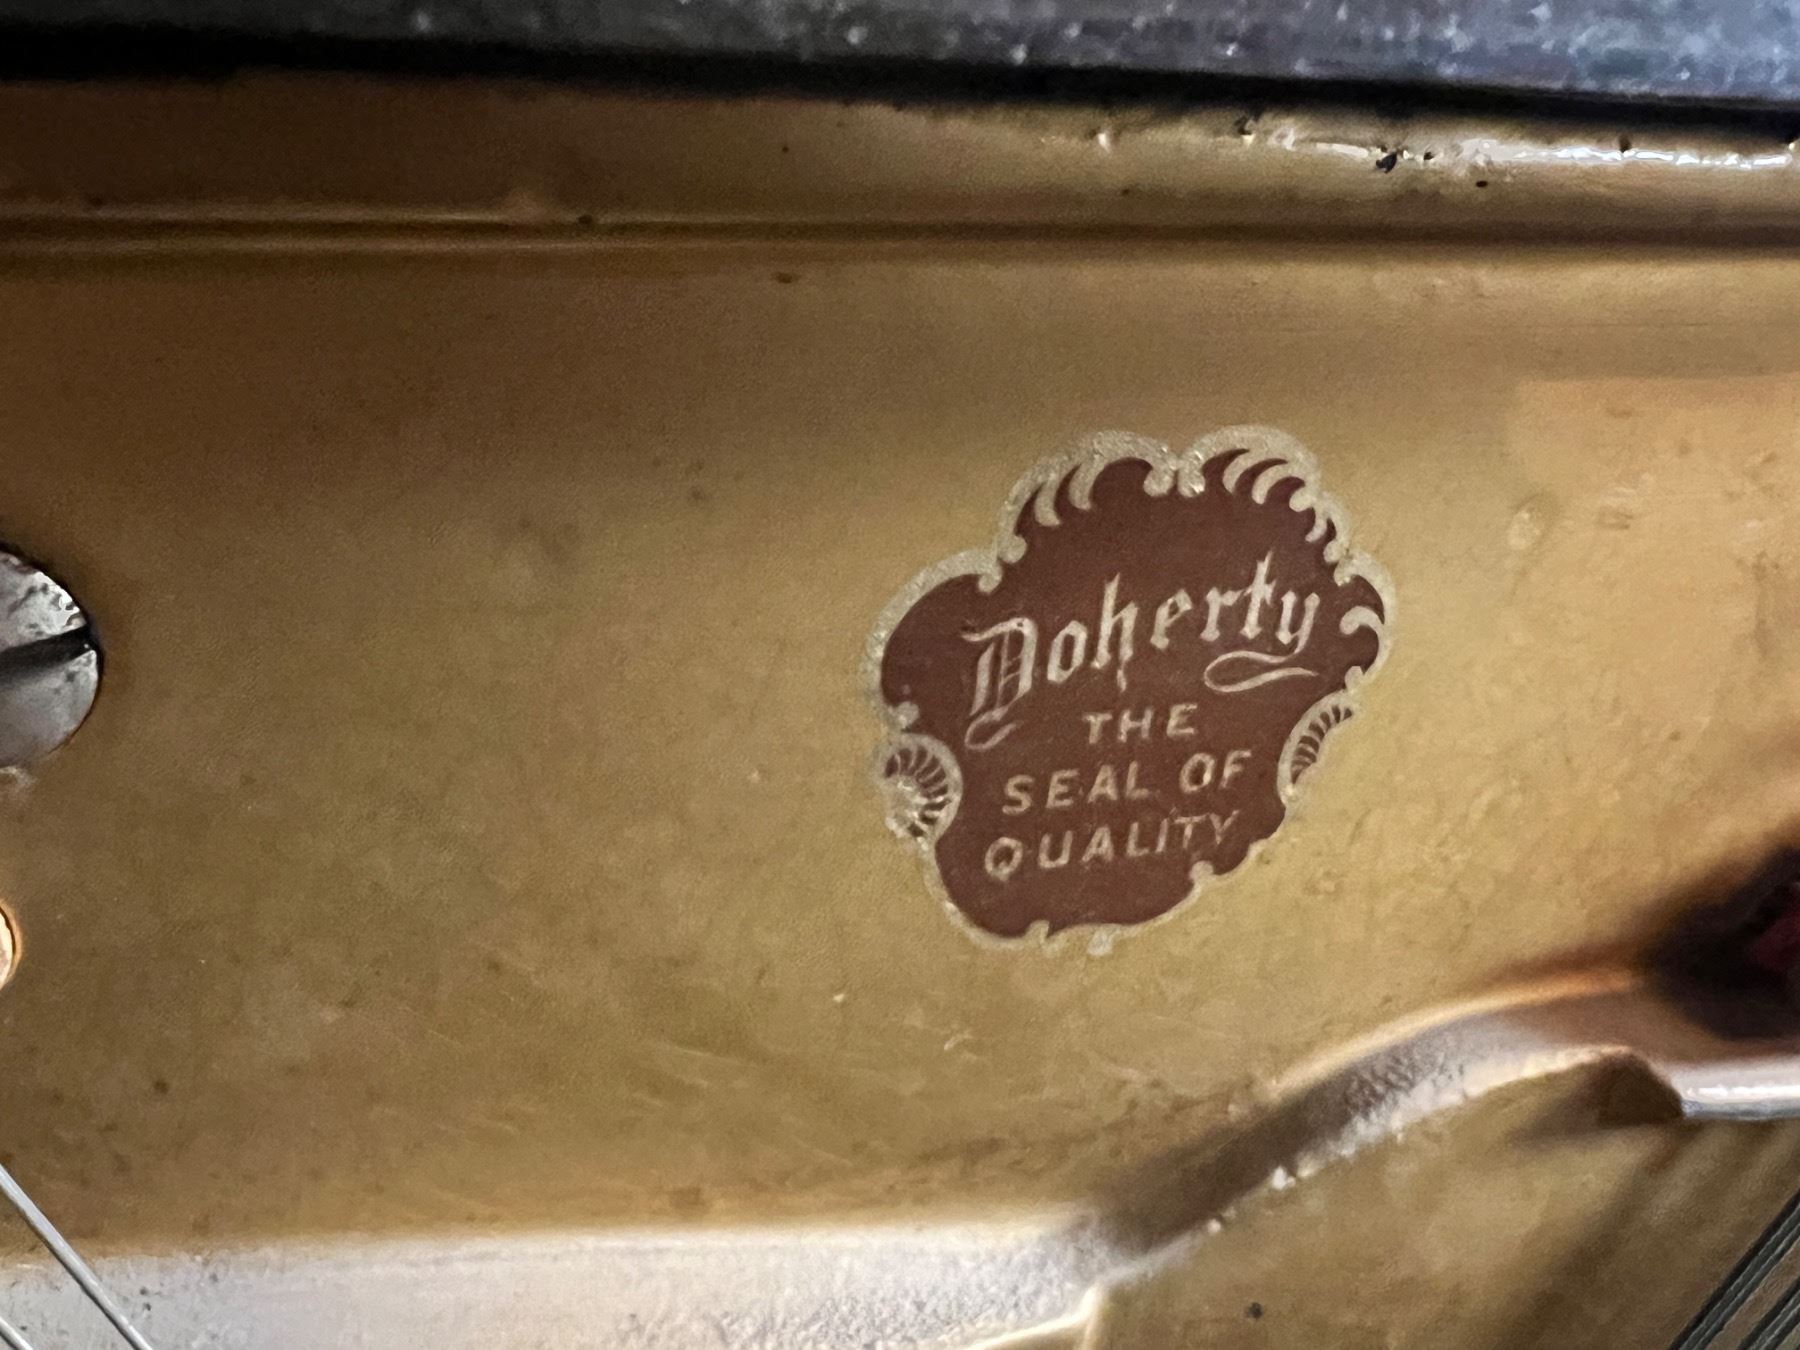 Doherty
THE
SEAL OF
QUALITY